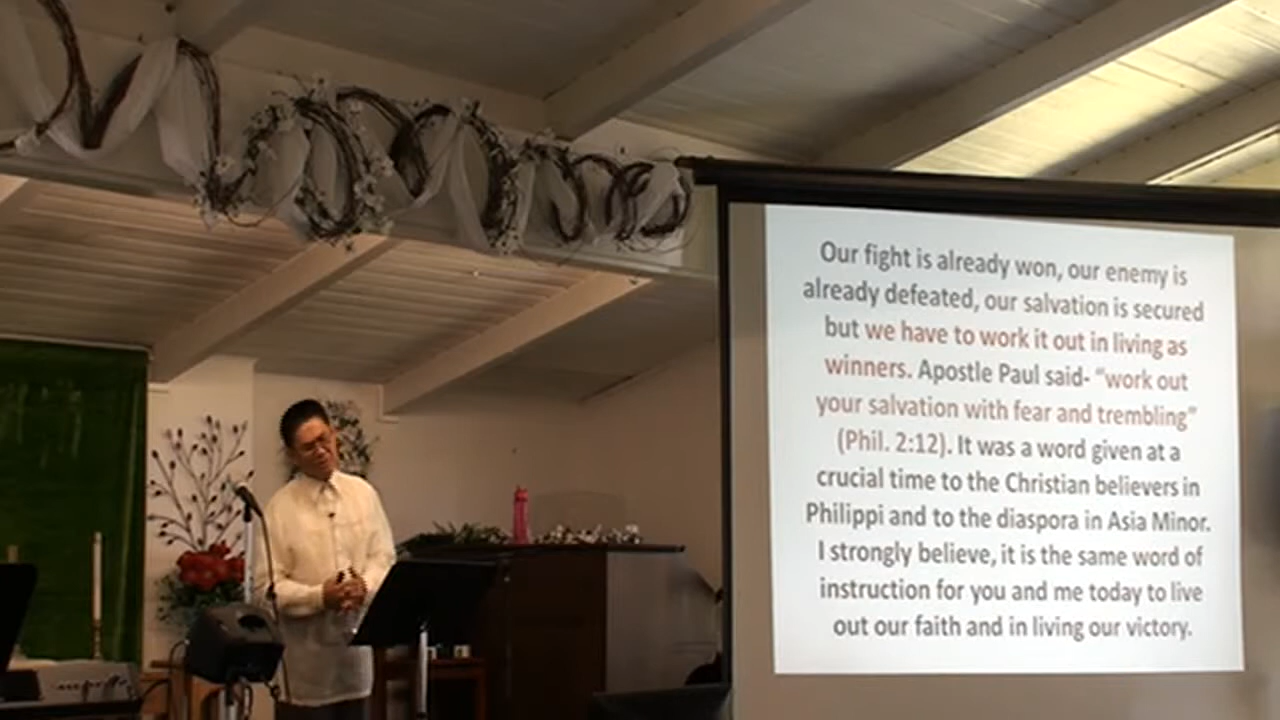 Our fight is already won, our enemy is
already defeated, our salvation is secured
but we have to work it out in living as
winners. Apostle Paul said- “work out
your salvation with fear and trembling”
(Phil. 2:12). It was a word given at a
crucial time to the Christian believers in
Philippi and to the diaspora in Asia Minor.
I strongly believe, it is the same word of
instruction for you and me today to live
out our faith and in living our victory.